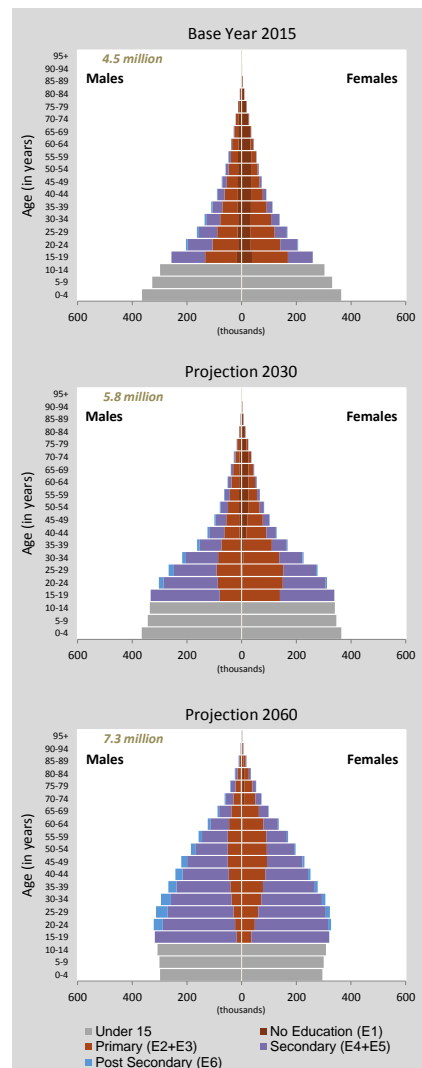 Base Year 2015
4.5 million
Males
Females
Age (in years)
95+
90-94
85-89
80-84
75-79
70-74
65-69
60-64
55-59
50-54
45-49
40-44
35-39
30-34
25-29
20-24
15-19
10-14
5-9
0-4
600 400 200 0 200 400 600
(thousands)
Projection 2030
5.8 million
Males
Females
Age (in years)
95+
90-94
85-89
80-84
75-79
70-74
65-69
60-64
55-59
50-54
45-49
40-44
35-39
30-34
25-29
20-24
15-19
10-14
5-9
0-4
600 400 200 0 200 400 600
(thousands)
Projection 2060
7.3 million
Males
Females
Age (in years)
95+
90-94
85-89
80-84
75-79
70-74
65-69
60-64
55-59
50-54
45-49
40-44
35-39
30-34
25-29
20-24
15-19
10-14
5-9
0-4
600 400 200 0 200 400 600
(thousands)
Under 15 No Education (E1)
Primary (E2+E3) Secondary (E4+E5)
Post Secondary (E6)